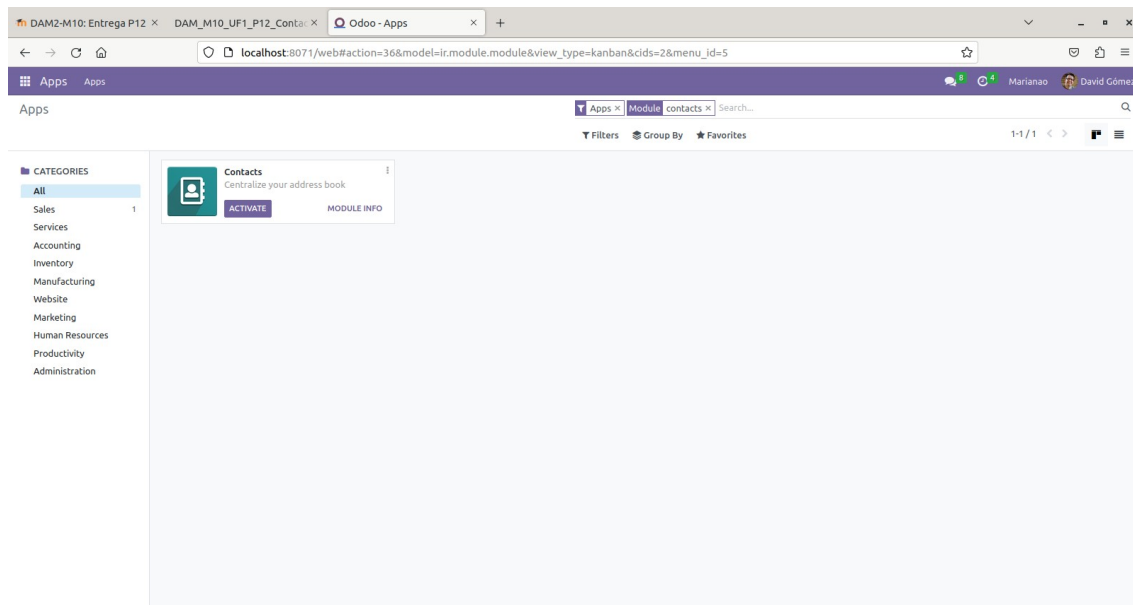 DAM2-M10: Entrega P12
DAM_M10_UF1_P12_Contac
Odoo - Apps
localhost:8071/web#action=36&model=ir.module.module&view_type=kanban&cids=2&menu_id=5
Apps Apps
8 4 Marianao David Gómez
Apps
Apps Module contacts Search...
Filters Group By Favorites 1-1 / 1
CATEGORIES
All
Sales 1
Services
Accounting
Inventory
Manufacturing
Website
Marketing
Human Resources
Productivity
Administration
Contacts
Centralize your address book
ACTIVATE MODULE INFO